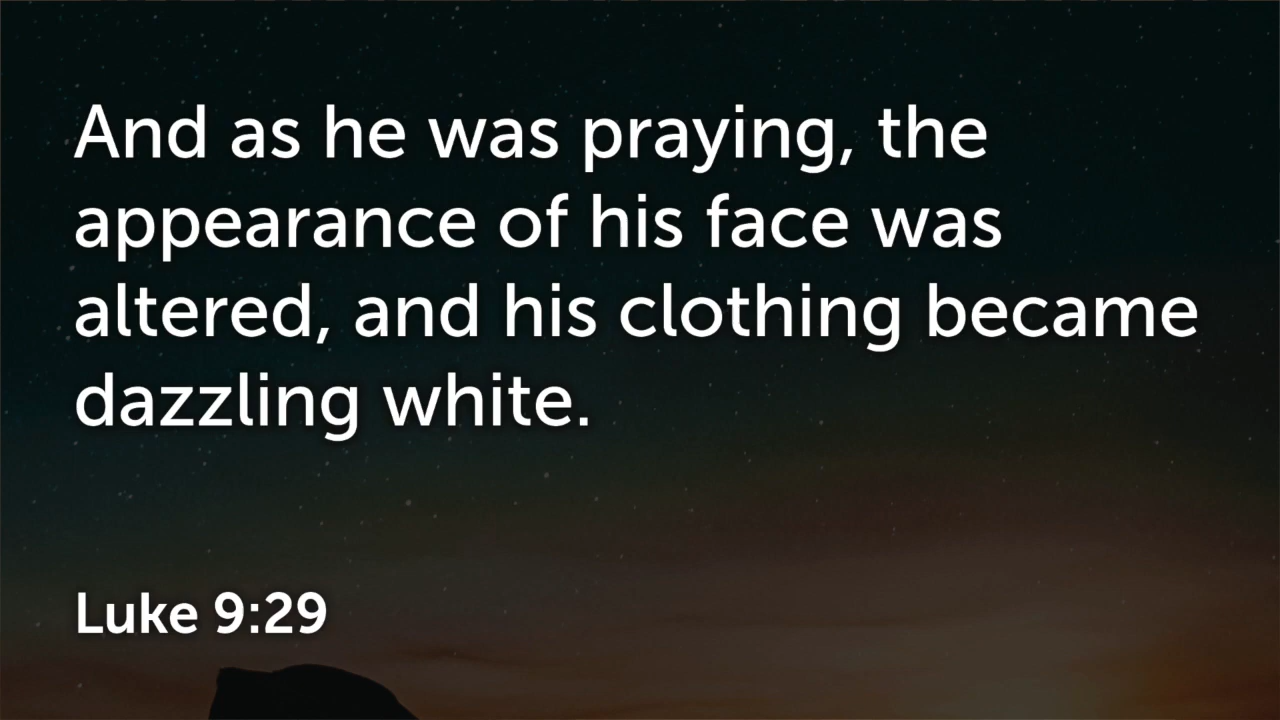 And as he was praying, the
appearance of his face was
altered, and his clothing became
dazzling white.
Luke 9:29